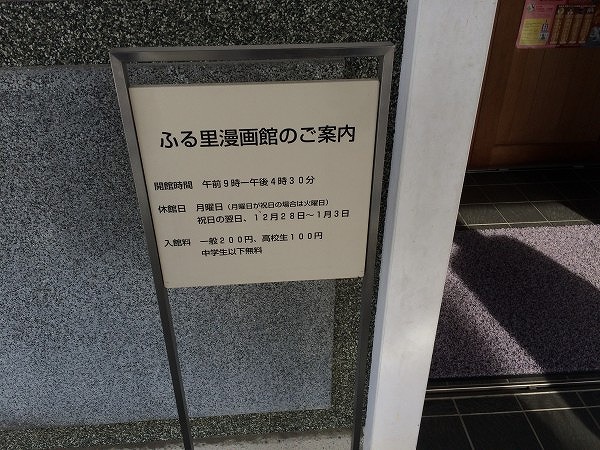 ふる里漫画館のご案内
開館時間　午前9時ー午後4時30分
休館日　月曜日（月曜日が祝日の場合は火曜日）
祝日の翌日、12月28日～1月3日
入館料　一般200円、高校生100円
中学生以下無料